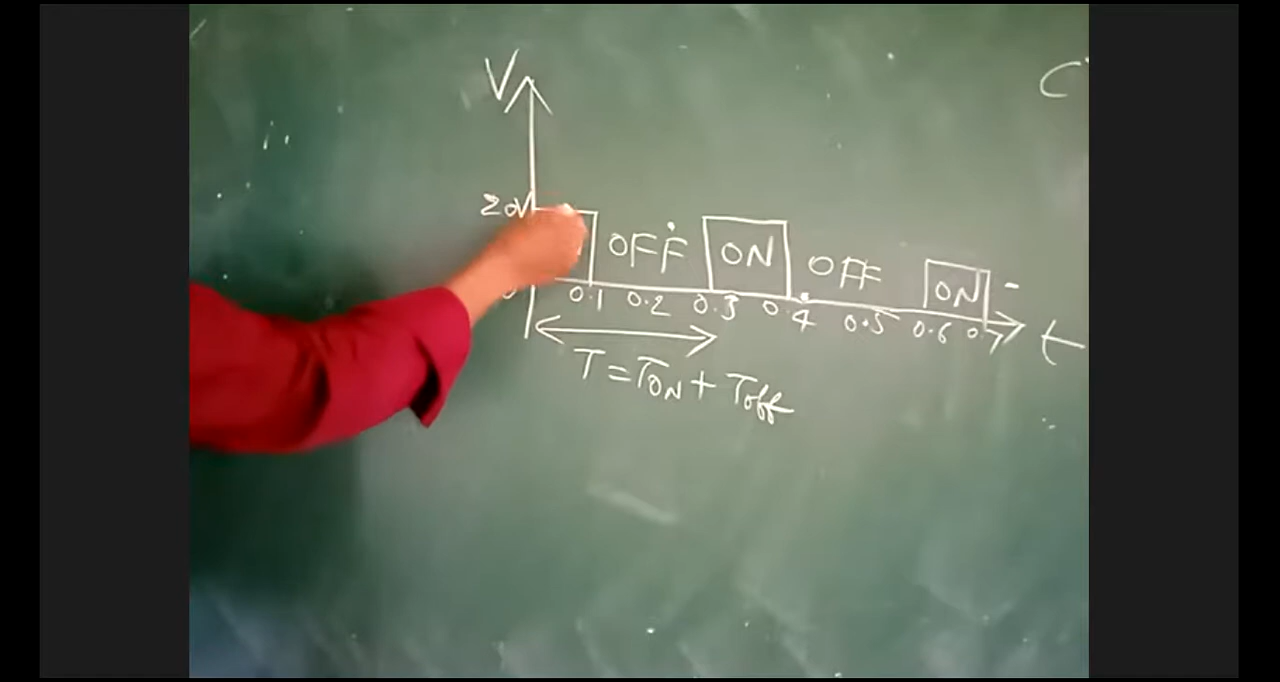 V
20V
OFF ON OFF ON
0 0.1 0.2 0.3 0.4 0.5 0.6 0.7
t
T = TON + Toff
C